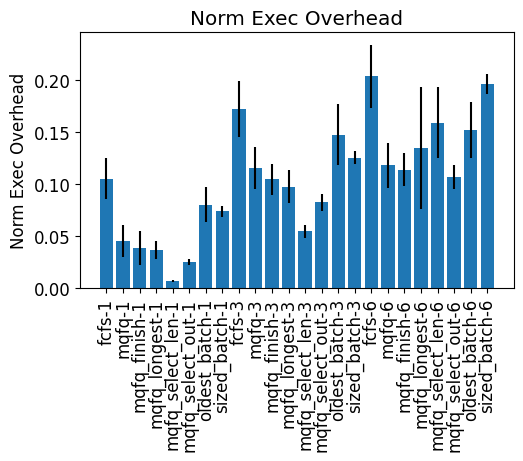 Norm Exec Overhead
Norm Exec Overhead
0.20
0.15
0.10
0.05
0.00
fcfs-1
mqfq-1
mqfq_finish-1
mqfq_longest-1
mqfq_select_len-1
mqfq_select_out-1
oldest_batch-1
sized_batch-1
fcfs-3
mqfq-3
mqfq_finish-3
mqfq_longest-3
mqfq_select_len-3
mqfq_select_out-3
oldest_batch-3
sized_batch-3
fcfs-6
mqfq-6
mqfq_finish-6
mqfq_longest-6
mqfq_select_len-6
mqfq_select_out-6
oldest_batch-6
sized_batch-6